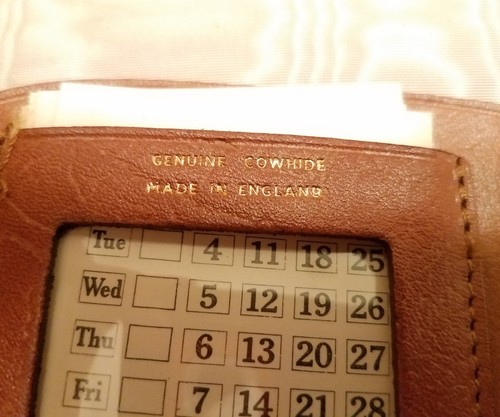 GENUINE COWHIDE
MADE IN ENGLAND
Tue 4 11 18 25
Wed 5 12 19 26
Thu 6 13 20 27
Fri 7 14 21 28